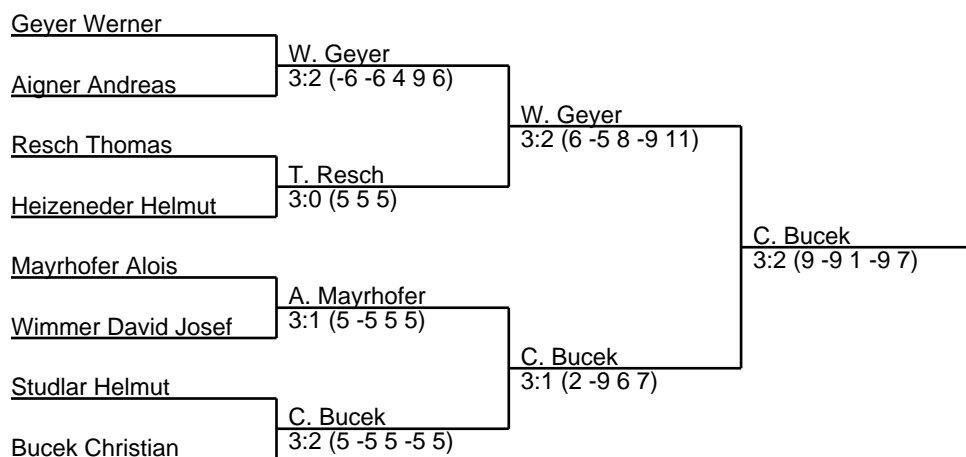 Geyer Werner
W. Geyer
3:2 (-6 -6 4 9 6)
Aigner Andreas
W. Geyer
3:2 (6 -5 8 -9 11)
Resch Thomas
T. Resch
3:0 (5 5 5)
Heizeneder Helmut
C. Bucek
3:2 (9 -9 1 -9 7)
Mayrhofer Alois
A. Mayrhofer
3:1 (5 -5 5 5)
Wimmer David Josef
C. Bucek
3:1 (2 -9 6 7)
Studlar Helmut
C. Bucek
3:2 (5 -5 5 -5 5)
Bucek Christian